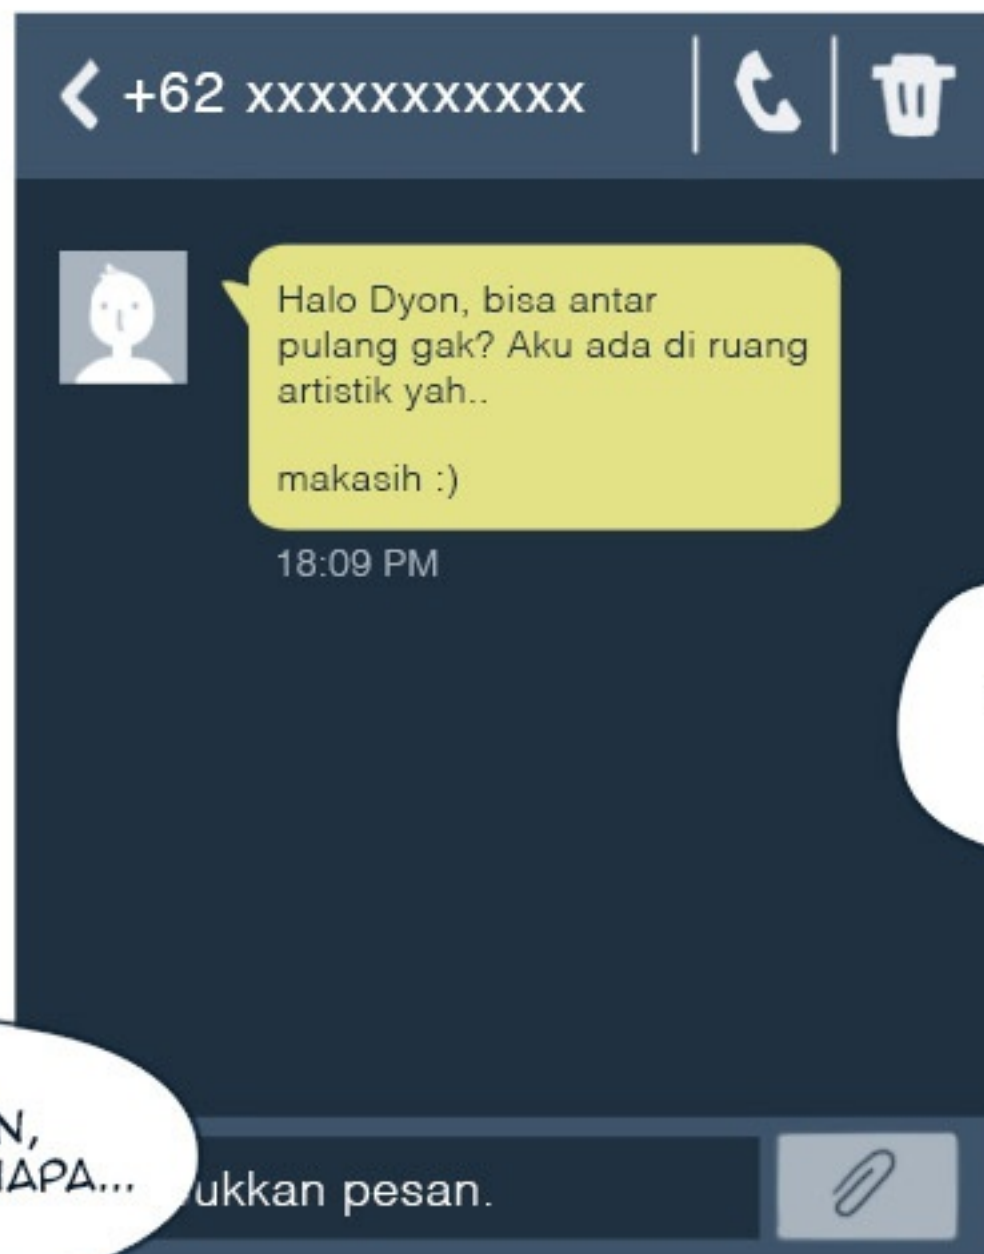 +62 xxxxxxxxxxx
Halo Dyon, bisa antar
pulang gak? Aku ada di ruang
artistik yah..
makasih :)
18:09 PM
pesan.